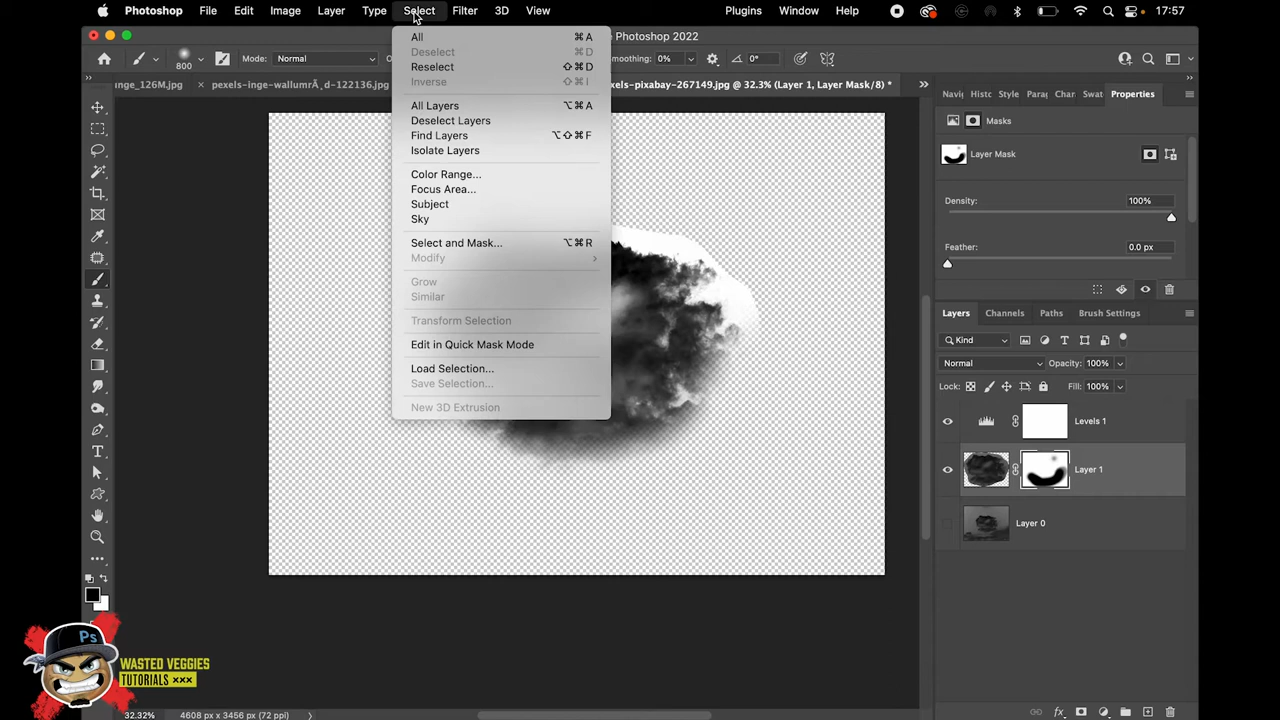 Photoshop File Edit Image Layer Type Select Filter 3D View Plugins Window Help 17:57
Photoshop 2022
800 Mode: Normal Smoothing: 0% 0°
inge_126M.jpg × pexels-inge-wallumrÃ¸d-122136.png
pexels-pixabay-267149.jpg @ 32.3% (Layer 1, Layer Mask/8) *
All ⌘A
Deselect ⌘D
Reselect ⇧⌘D
Inverse ⇧⌘I
All Layers ⌥⌘A
Deselect Layers
Find Layers ⌥⇧⌘F
Isolate Layers
Color Range...
Focus Area...
Subject
Sky
Select and Mask... ⌥⌘R
Modify
Grow
Similar
Transform Selection
Edit in Quick Mask Mode
Load Selection...
Save Selection...
New 3D Extrusion
Navi Histc Style Para Char Swat Properties
Masks
Layer Mask
Density: 100%
Feather: 0.0 px
Layers Channels Paths Brush Settings
Kind
Normal Opacity: 100%
Lock: Fill: 100%
Levels 1
Layer 1
Layer 0
Ps
WASTED VEGGIES
TUTORIALS ×××
32.32% 4608 px x 3456 px (72 ppi)